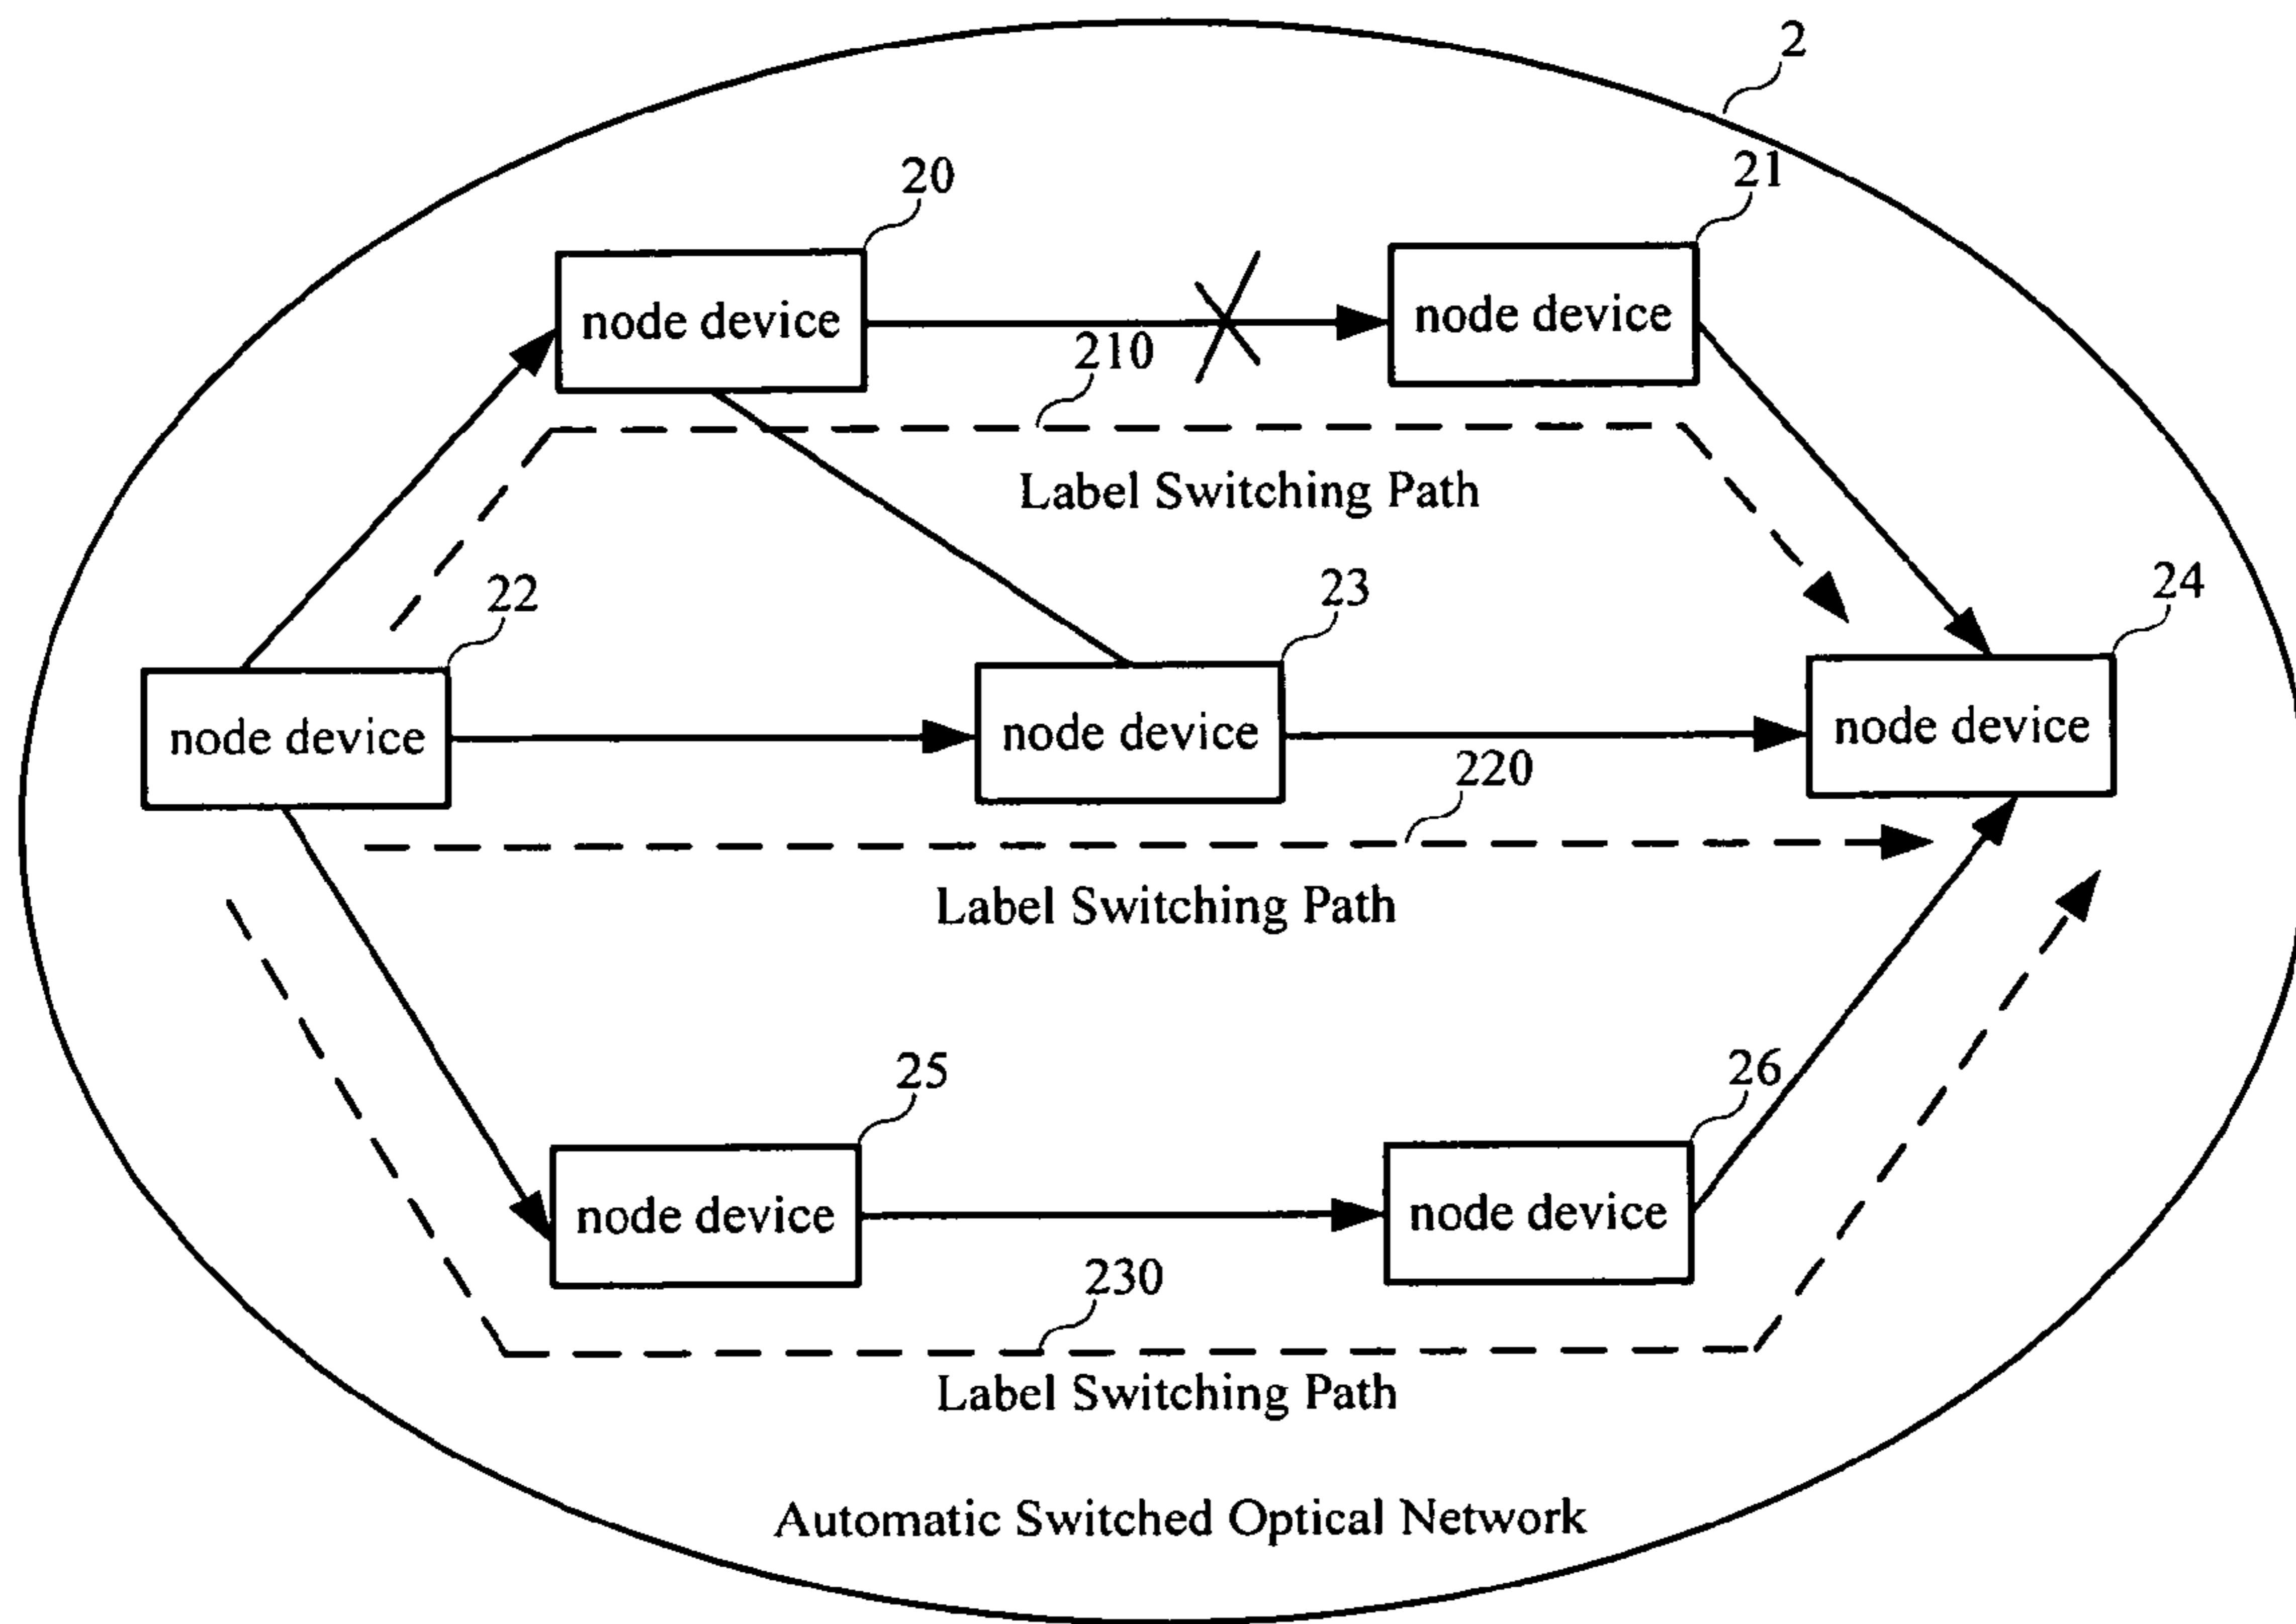 2
20
21
node device
node device
210
Label Switching Path
22
23
24
node device
node device
node device
220
Label Switching Path
25
26
node device
node device
230
Label Switching Path
Automatic Switched Optical Network